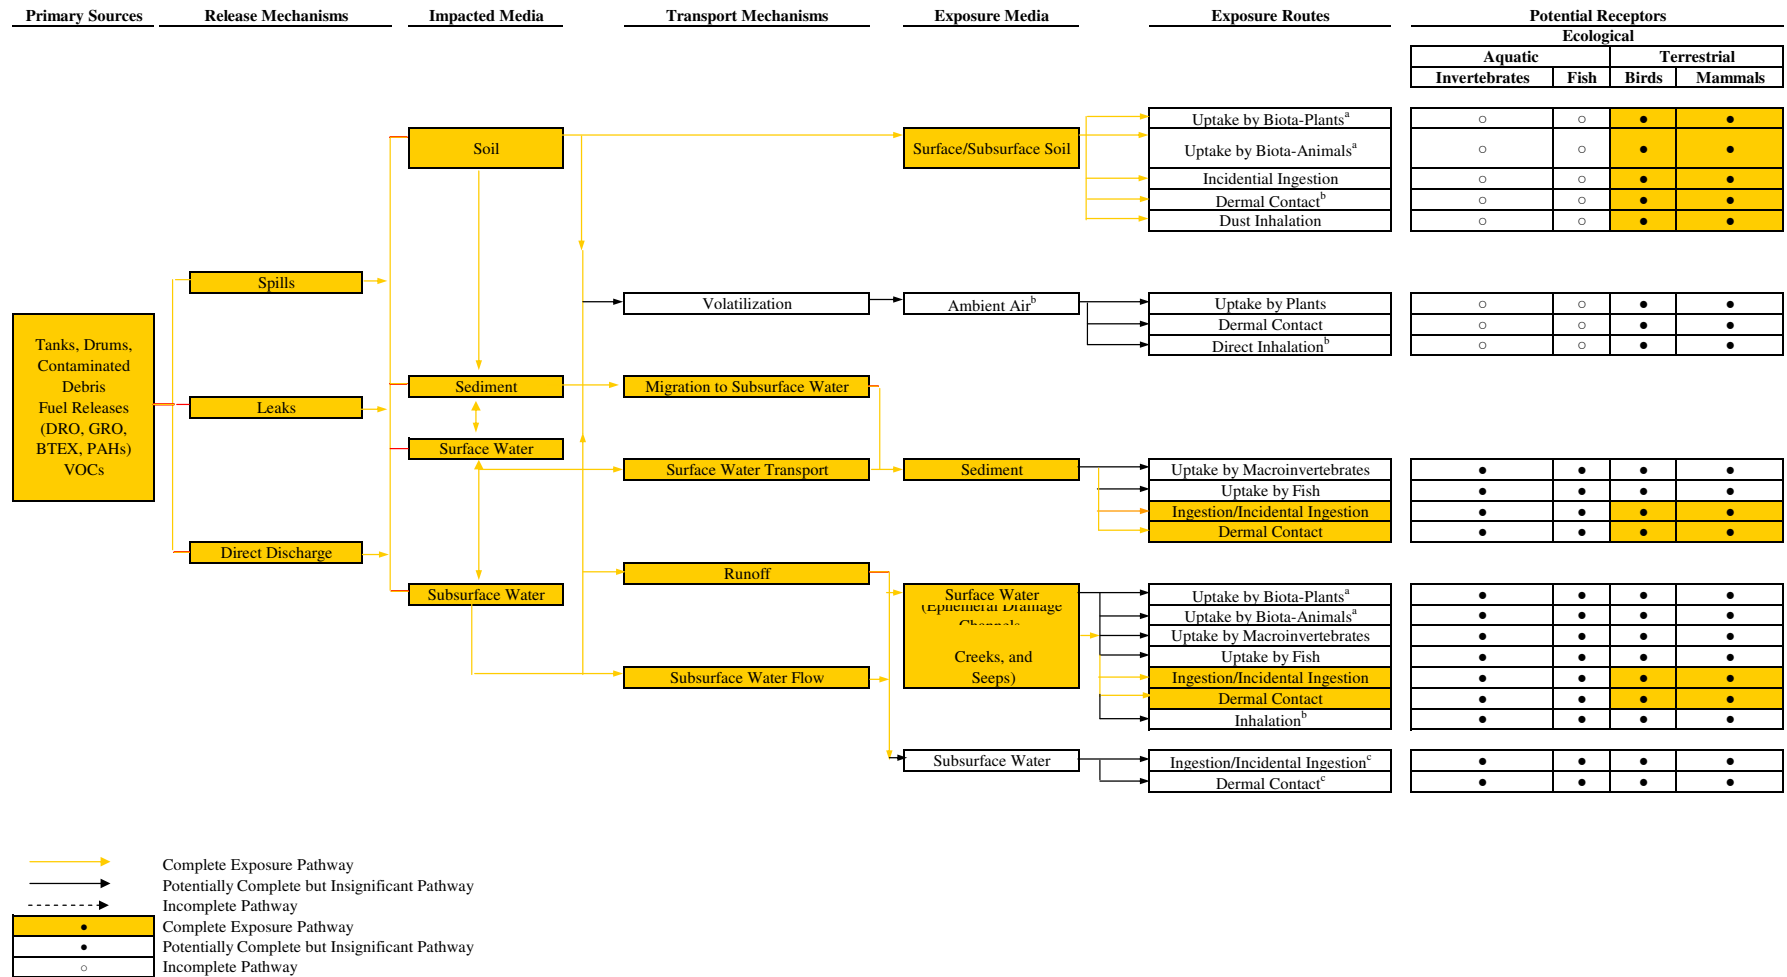 Primary Sources Release Mechanisms Impacted Media Transport Mechanisms Exposure Media Exposure Routes Potential Receptors
Ecological
Aquatic Terrestrial
Invertebrates Fish Birds Mammals
Uptake by Biota-Plantsª ○ ○ ● ●
Soil Surface/Subsurface Soil Uptake by Biota-Animalsª ○ ○ ● ●
Incidential Ingestion ○ ○ ● ●
Dermal Contactᵇ ○ ○ ● ●
Dust Inhalation ○ ○ ● ●
Spills
Volatilization Ambient Airᵇ Uptake by Plants ○ ○ ● ●
Dermal Contact ○ ○ ● ●
Direct Inhalationᵇ ○ ○ ● ●
Tanks, Drums,
Contaminated
Debris
Fuel Releases
(DRO, GRO,
BTEX, PAHs)
VOCs
Sediment Migration to Subsurface Water
Leaks
Surface Water
Surface Water Transport Sediment Uptake by Macroinvertebrates ● ● ● ●
Uptake by Fish ● ● ● ●
Ingestion/Incidental Ingestion ● ● ● ●
Dermal Contact ● ● ● ●
Direct Discharge
Runoff
Subsurface Water Surface Water Uptake by Biota-Plantsª ● ● ● ●
(Ephemeral Drainage
Channels
Uptake by Biota-Animalsª ● ● ● ●
Uptake by Macroinvertebrates ● ● ● ●
Creeks, and Uptake by Fish ● ● ● ●
Subsurface Water Flow Seeps) Ingestion/Incidental Ingestion ● ● ● ●
Dermal Contact ● ● ● ●
Inhalationᵇ ● ● ● ●
Subsurface Water Ingestion/Incidental Ingestionᶜ ● ● ● ●
Dermal Contactᶜ ● ● ● ●
Complete Exposure Pathway
Potentially Complete but Insignificant Pathway
Incomplete Pathway
● Complete Exposure Pathway
● Potentially Complete but Insignificant Pathway
○ Incomplete Pathway